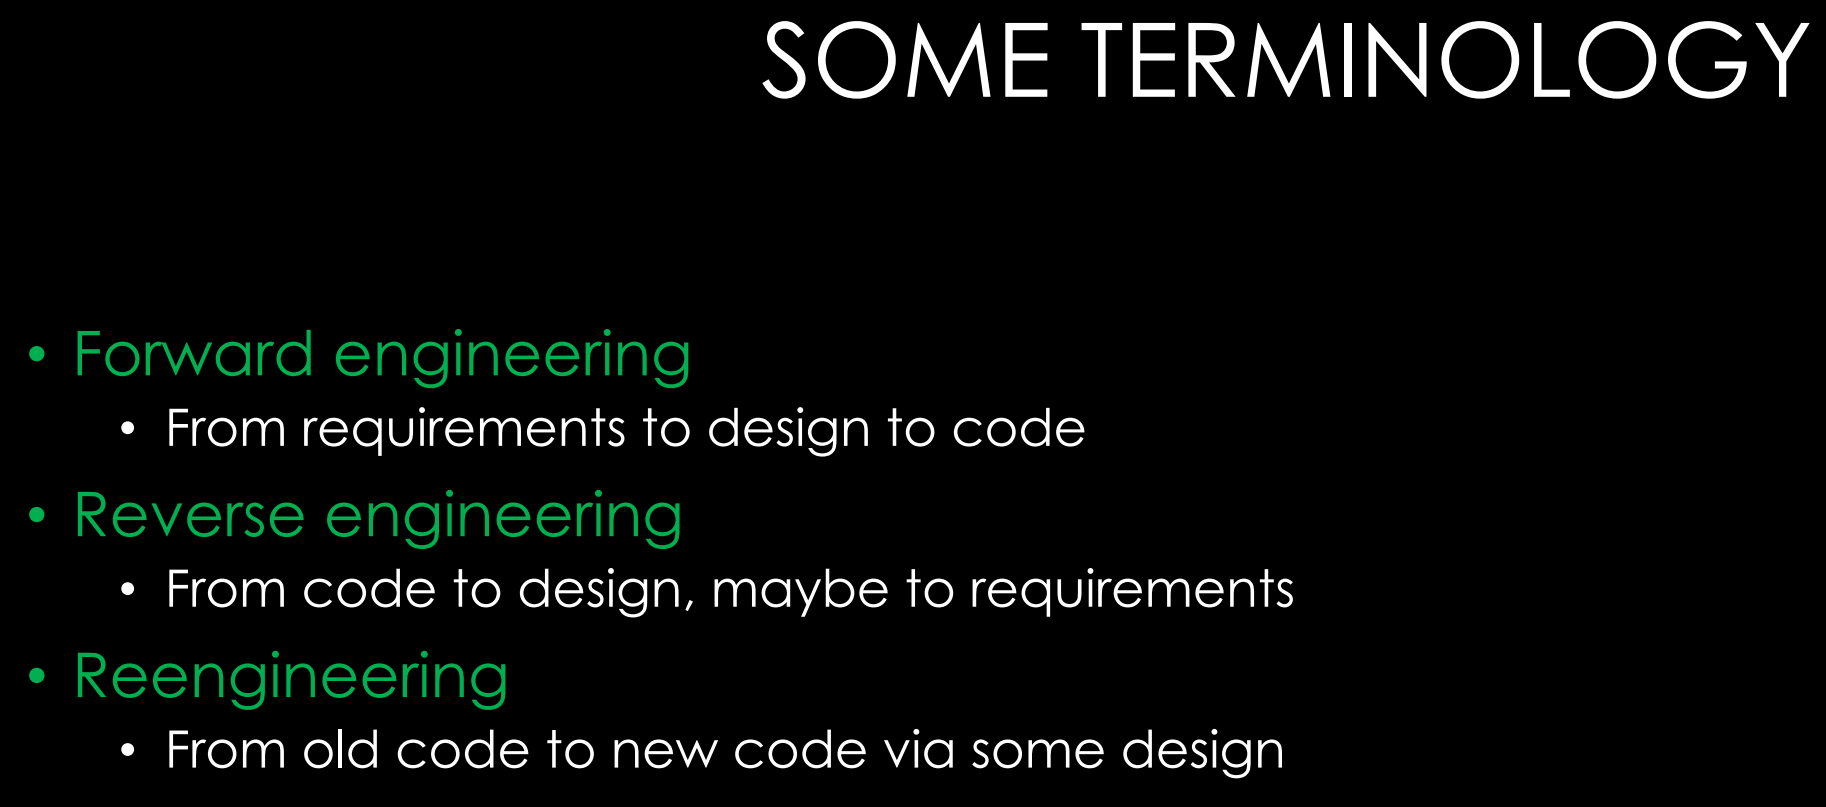 SOME TERMINOLOGY
• Forward engineering
• From requirements to design to code
• Reverse engineering
• From code to design, maybe to requirements
• Reengineering
• From old code to new code via some design